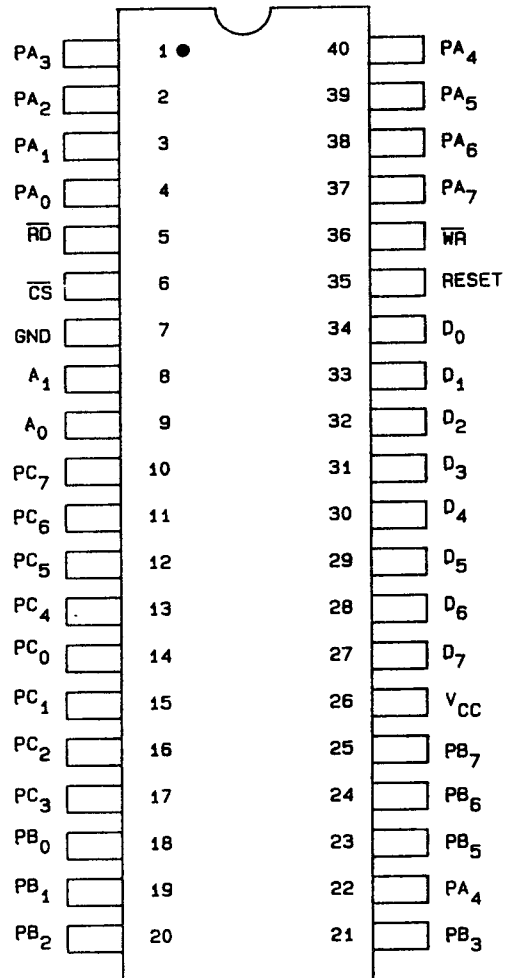 PA3 1 40 PA4
PA2 2 39 PA5
PA1 3 38 PA6
PA0 4 37 PA7
R̅D̅ 5 36 W̅R̅
C̅S̅ 6 35 RESET
GND 7 34 D0
A1 8 33 D1
A0 9 32 D2
PC7 10 31 D3
PC6 11 30 D4
PC5 12 29 D5
PC4 13 28 D6
PC0 14 27 D7
PC1 15 26 VCC
PC2 16 25 PB7
PC3 17 24 PB6
PB0 18 23 PB5
PB1 19 22 PA4
PB2 20 21 PB3